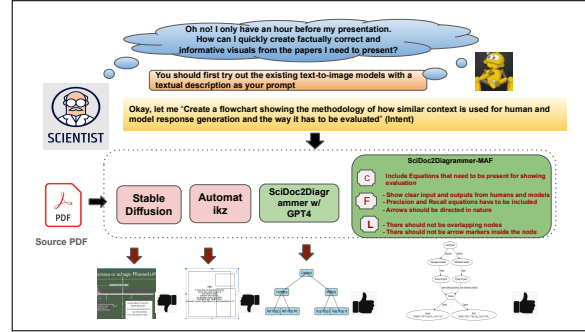 Oh no! I only have an hour before my presentation.
How can I quickly create factually correct and
informative visuals from the papers I need to present?
You should first try out the existing text-to-image models with a
textual description as your prompt
Okay, let me "Create a flowchart showing the methodology of how similar context is used for human and
model response generation and the way it has to be evaluated" (Intent)
SCIENTIST
SciDoc2Diagrammer-MAF
C
Include Equations that need to be present for showing
evaluation
F
- Show clear input and outputs from humans and models
- Precision and Recall equations have to be included
- Arrows should be directed in nature
L
- There should not be overlapping nodes
- There should not be arrow markers inside the node
PDF
Source PDF
Stable
Diffusion
Automat
ikz
SciDoc2Diagr
ammer w/
GPT4